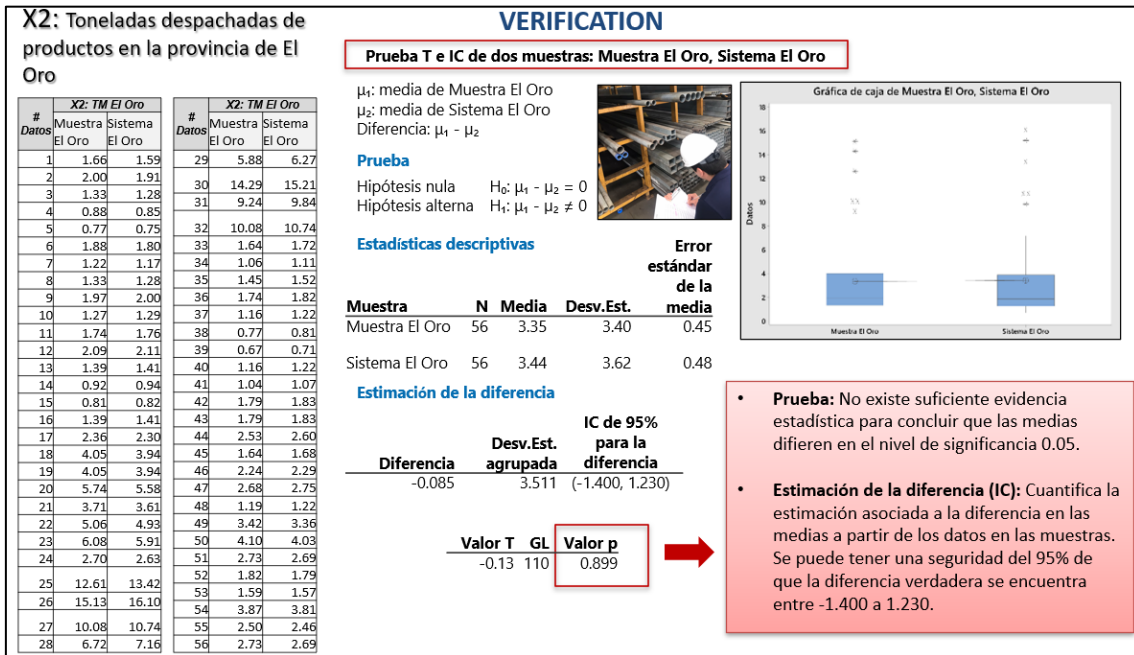 X2: Toneladas despachadas de
productos en la provincia de El
Oro
VERIFICATION
Prueba T e IC de dos muestras: Muestra El Oro, Sistema El Oro
# Datos X2: TM El Oro
Muestra El Oro Sistema El Oro
1 1.66 1.59
2 2.00 1.91
3 1.33 1.28
4 0.88 0.85
5 0.77 0.75
6 1.88 1.80
7 1.22 1.17
8 1.33 1.28
9 1.97 2.00
10 1.27 1.29
11 1.74 1.76
12 2.09 2.11
13 1.39 1.41
14 0.92 0.94
15 0.81 0.82
16 1.39 1.41
17 2.36 2.30
18 4.05 3.94
19 4.05 3.94
20 5.74 5.58
21 3.71 3.61
22 5.06 4.93
23 6.08 5.91
24 2.70 2.63
25 12.61 13.42
26 15.13 16.10
27 10.08 10.74
28 6.72 7.16
# Datos X2: TM El Oro
Muestra El Oro Sistema El Oro
29 5.88 6.27
30 14.29 15.21
31 9.24 9.84
32 10.08 10.74
33 1.64 1.72
34 1.06 1.11
35 1.45 1.52
36 1.74 1.82
37 1.16 1.22
38 0.77 0.81
39 0.67 0.71
40 1.16 1.22
41 1.04 1.07
42 1.79 1.83
43 1.79 1.83
44 2.53 2.60
45 1.64 1.68
46 2.24 2.29
47 2.68 2.75
48 1.19 1.22
49 3.42 3.36
50 4.10 4.03
51 2.73 2.69
52 1.82 1.79
53 1.59 1.57
54 3.87 3.81
55 2.50 2.46
56 2.73 2.69
μ₁: media de Muestra El Oro
μ₂: media de Sistema El Oro
Diferencia: μ₁ - μ₂
Prueba
Hipótesis nula H₀: μ₁ - μ₂ = 0
Hipótesis alterna H₁: μ₁ - μ₂ ≠ 0
Estadísticas descriptivas
Muestra N Media Desv.Est. Error estándar de la media
Muestra El Oro 56 3.35 3.40 0.45
Sistema El Oro 56 3.44 3.62 0.48
Estimación de la diferencia
Diferencia Desv.Est. agrupada IC de 95% para la diferencia
-0.085 3.511 (-1.400, 1.230)
Valor T GL Valor p
-0.13 110 0.899
Gráfica de caja de Muestra El Oro, Sistema El Oro
Datos
18
16
14
12
10
8
6
4
2
0
Muestra El Oro Sistema El Oro
• Prueba: No existe suficiente evidencia
estadística para concluir que las medias
difieren en el nivel de significancia 0.05.
• Estimación de la diferencia (IC): Cuantifica la
estimación asociada a la diferencia en las
medias a partir de los datos en las muestras.
Se puede tener una seguridad del 95% de
que la diferencia verdadera se encuentra
entre -1.400 a 1.230.